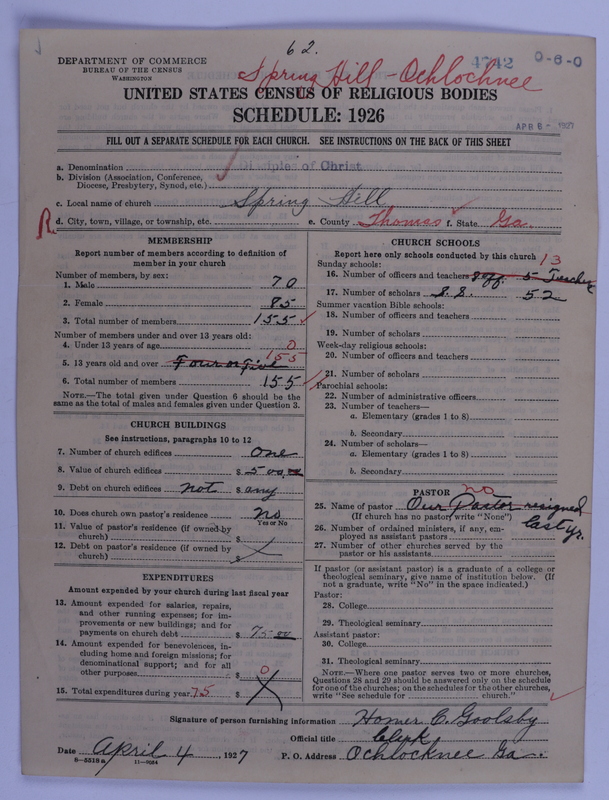 62.
DEPARTMENT OF COMMERCE
BUREAU OF THE CENSUS
WASHINGTON
4742 0-6-0
Spring Hill - Ochlochnee
UNITED STATES CENSUS OF RELIGIOUS BODIES
SCHEDULE: 1926
APR 8 - 1927
FILL OUT A SEPARATE SCHEDULE FOR EACH CHURCH. SEE INSTRUCTIONS ON THE BACK OF THIS SHEET
a. Denomination Disciples of Christ
b. Division (Association, Conference,
Diocese, Presbytery, Synod, etc.)
c. Local name of church Spring Hill
R d. City, town, village, or township, etc. e. County Thomas f. State Ga.
MEMBERSHIP
Report number of members according to definition of
member in your church
Number of members, by sex:
1. Male 70
2. Female 85
3. Total number of members 155
Number of members under and over 13 years old:
4. Under 13 years of age 0
155
5. 13 years old and over Four or Five
6. Total number of members 155
NOTE.—The total given under Question 6 should be the
same as the total of males and females given under Question 3.
CHURCH BUILDINGS
See instructions, paragraphs 10 to 12
7. Number of church edifices One
8. Value of church edifices $ 500.00
9. Debt on church edifices not $ any
10. Does church own pastor's residence No
Yes or No
11. Value of pastor's residence (if owned by
church) $
12. Debt on pastor's residence (if owned by
church) $
EXPENDITURES
Amount expended by your church during last fiscal year
13. Amount expended for salaries, repairs,
and other running expenses; for im-
provements or new buildings; and for
payments on church debt $ 75.00
14. Amount expended for benevolences, in-
cluding home and foreign missions; for
denominational support; and for all
other purposes $ 0
15. Total expenditures during year 75 $
CHURCH SCHOOLS
Report here only schools conducted by this church
13
Sunday schools:
16. Number of officers and teachers 8 off. 5 Teachers
17. Number of scholars S.S. 52
Summer vacation Bible schools:
18. Number of officers and teachers
19. Number of scholars
Week-day religious schools:
20. Number of officers and teachers
21. Number of scholars
Parochial schools:
22. Number of administrative officers
23. Number of teachers—
a. Elementary (grades 1 to 8)
b. Secondary
24. Number of scholars—
a. Elementary (grades 1 to 8)
b. Secondary
PASTOR no
25. Name of pastor Our Pastor resigned
(If church has no pastor, write "None") last yr.
26. Number of ordained ministers, if any, em-
ployed as assistant pastors
27. Number of other churches served by the
pastor or his assistants
If pastor (or assistant pastor) is a graduate of a college or
theological seminary, give name of institution below. (If
not a graduate, write "No" in the space indicated.)
Pastor:
28. College
29. Theological seminary
Assistant pastor:
30. College
31. Theological seminary
NOTE.—Where one pastor serves two or more churches,
Questions 28 and 29 should be answered only on the schedule
for one of the churches; on the schedules for the other churches,
write "See schedule for church."
Signature of person furnishing information Homer C. Goolsby
Official title clerk
Date April 4, 1927 P. O. Address Ochlocknee Ga.
8—5518a 11—9064